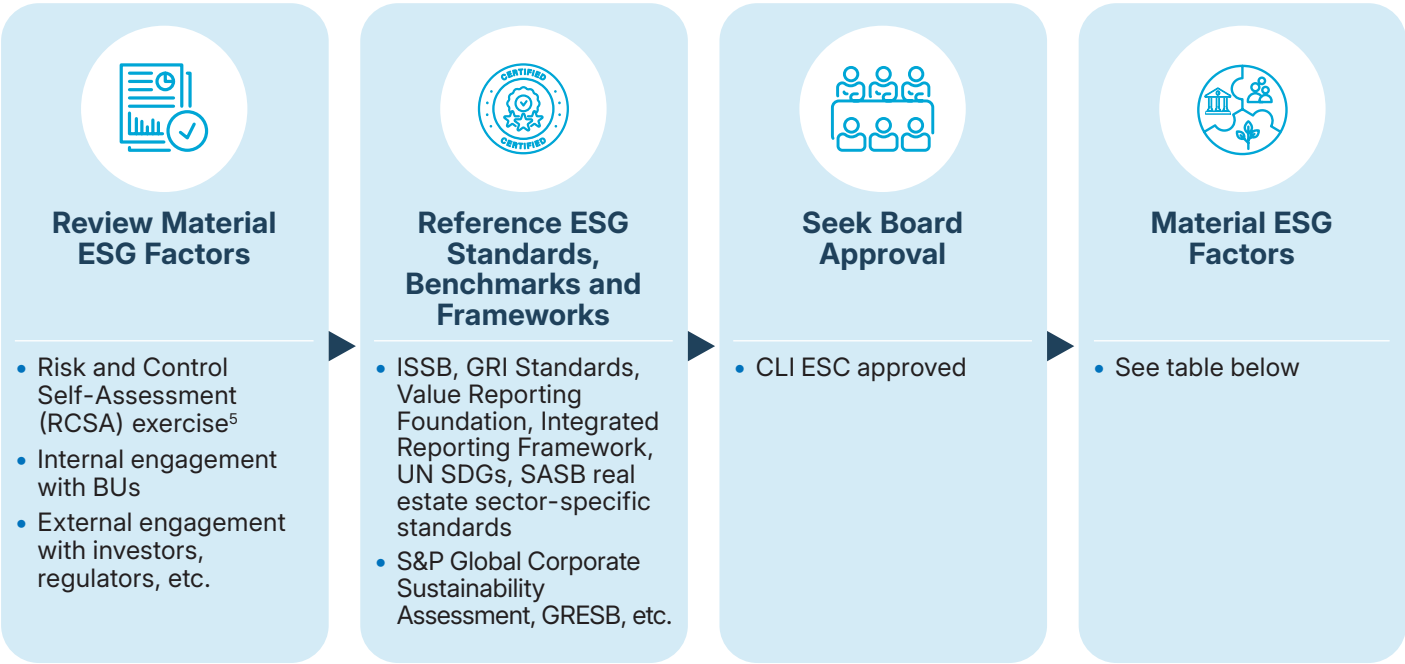 Review Material
ESG Factors
• Risk and Control
Self-Assessment
(RCSA) exercise5
• Internal engagement
with BUs
• External engagement
with investors,
regulators, etc.
CERTIFIED
CERTIFIED
Reference ESG
Standards,
Benchmarks and
Frameworks
• ISSB, GRI Standards,
Value Reporting
Foundation, Integrated
Reporting Framework,
UN SDGs, SASB real
estate sector-specific
standards
• S&P Global Corporate
Sustainability
Assessment, GRESB, etc.
Seek Board
Approval
• CLI ESC approved
Material ESG
Factors
• See table below